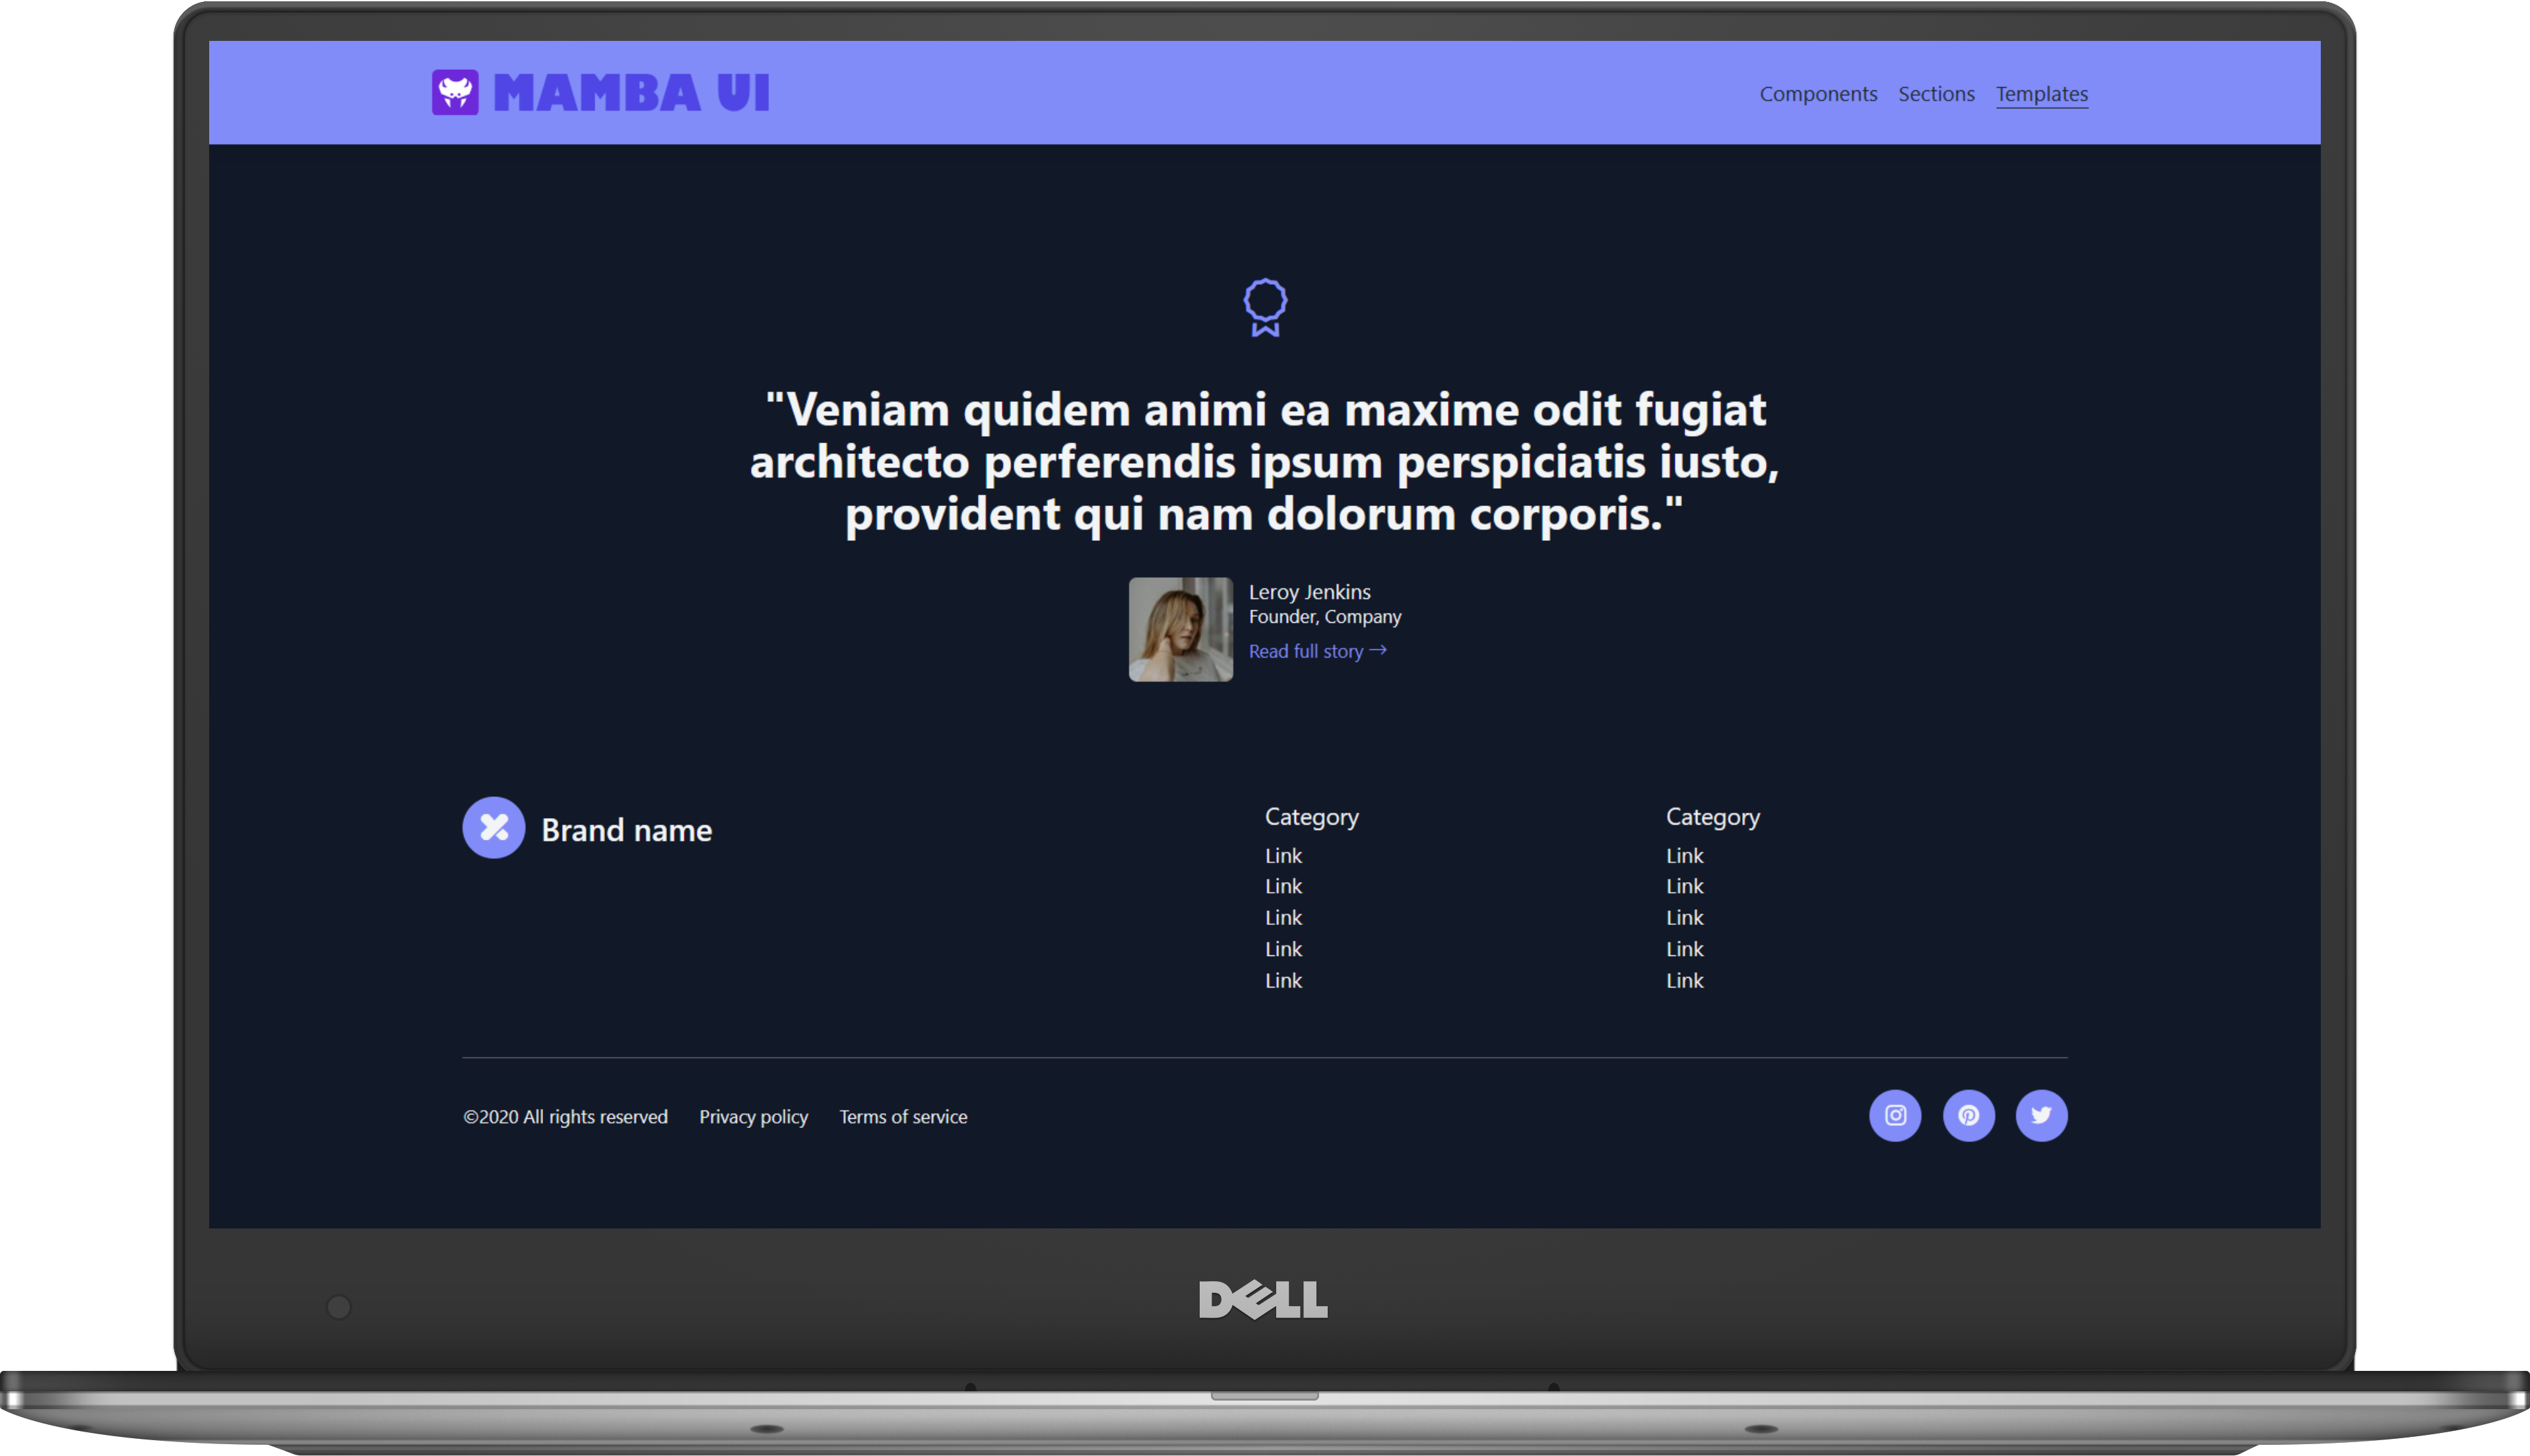 MAMBA UI
Components Sections Templates
"Veniam quidem animi ea maxime odit fugiat
architecto perferendis ipsum perspiciatis iusto,
provident qui nam dolorum corporis."
Leroy Jenkins
Founder, Company
Read full story →
Brand name
Category
Link
Link
Link
Link
Link
Category
Link
Link
Link
Link
Link
©2020 All rights reserved Privacy policy Terms of service
DELL